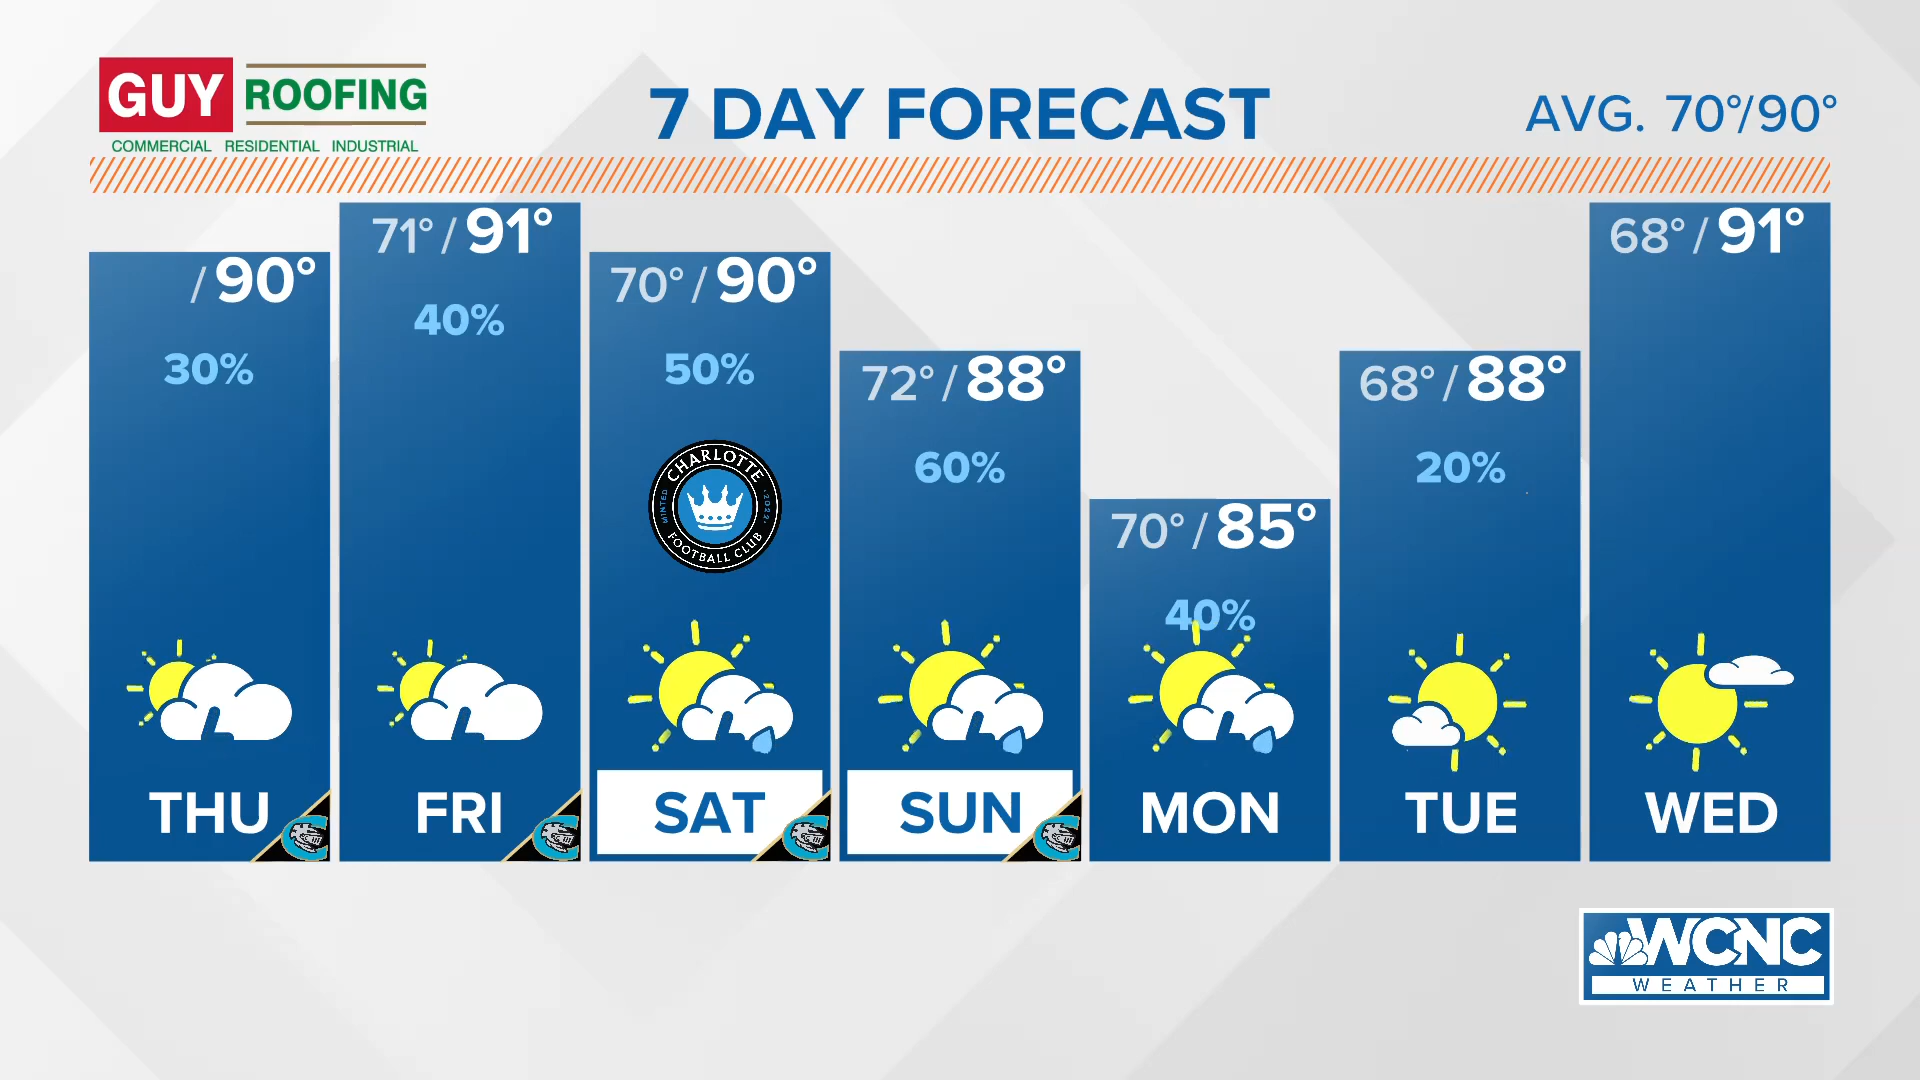 GUY ROOFING
COMMERCIAL RESIDENTIAL INDUSTRIAL
7 DAY FORECAST
AVG. 70°/90°
/ 90°
30%
THU
71° / 91°
40%
FRI
70° / 90°
50%
CHARLOTTE
MINTED
·2022·
FOOTBALL CLUB
SAT
72° / 88°
60%
SUN
70° / 85°
40%
MON
68° / 88°
20%
TUE
68° / 91°
WED
WCNC
WEATHER